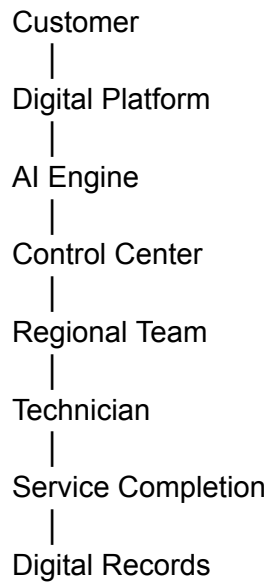 Customer
Digital Platform
AI Engine
Control Center
Regional Team
Technician
Service Completion
Digital Records